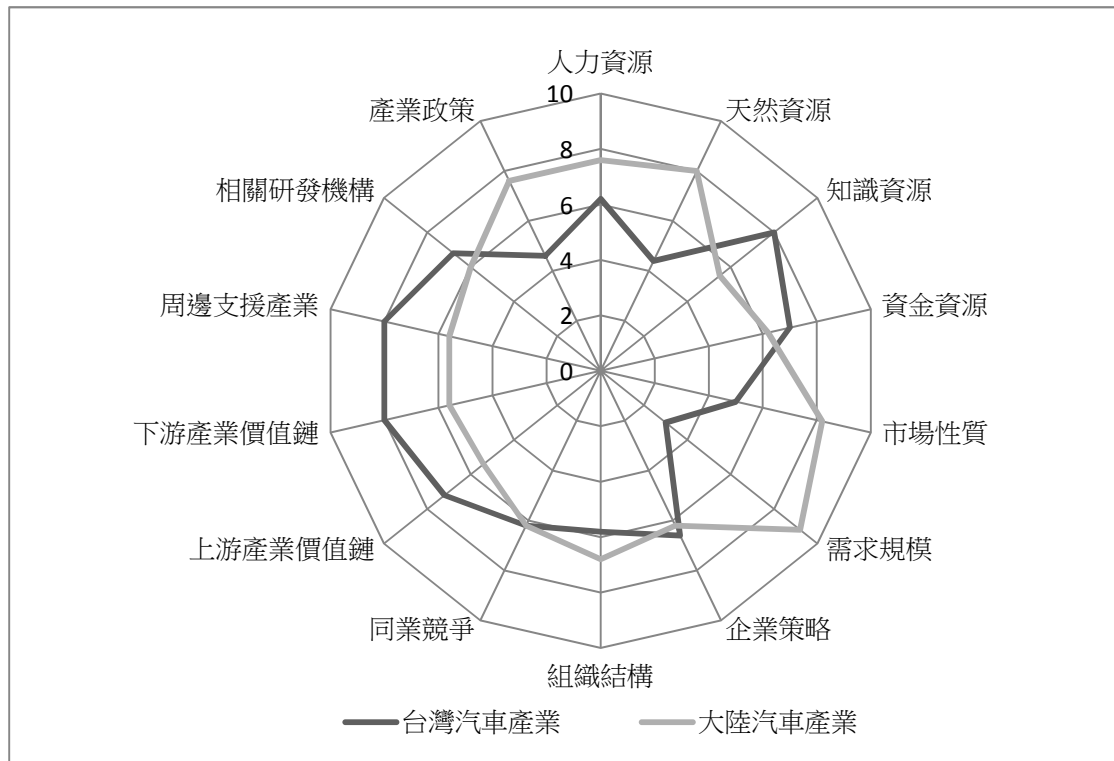 人力資源
10
產業政策
天然資源
8
相關研發機構
知識資源
6
4
周邊支援產業
資金資源
2
0
下游產業價值鏈
市場性質
上游產業價值鏈
需求規模
同業競爭
企業策略
組織結構
台灣汽車產業
大陸汽車產業